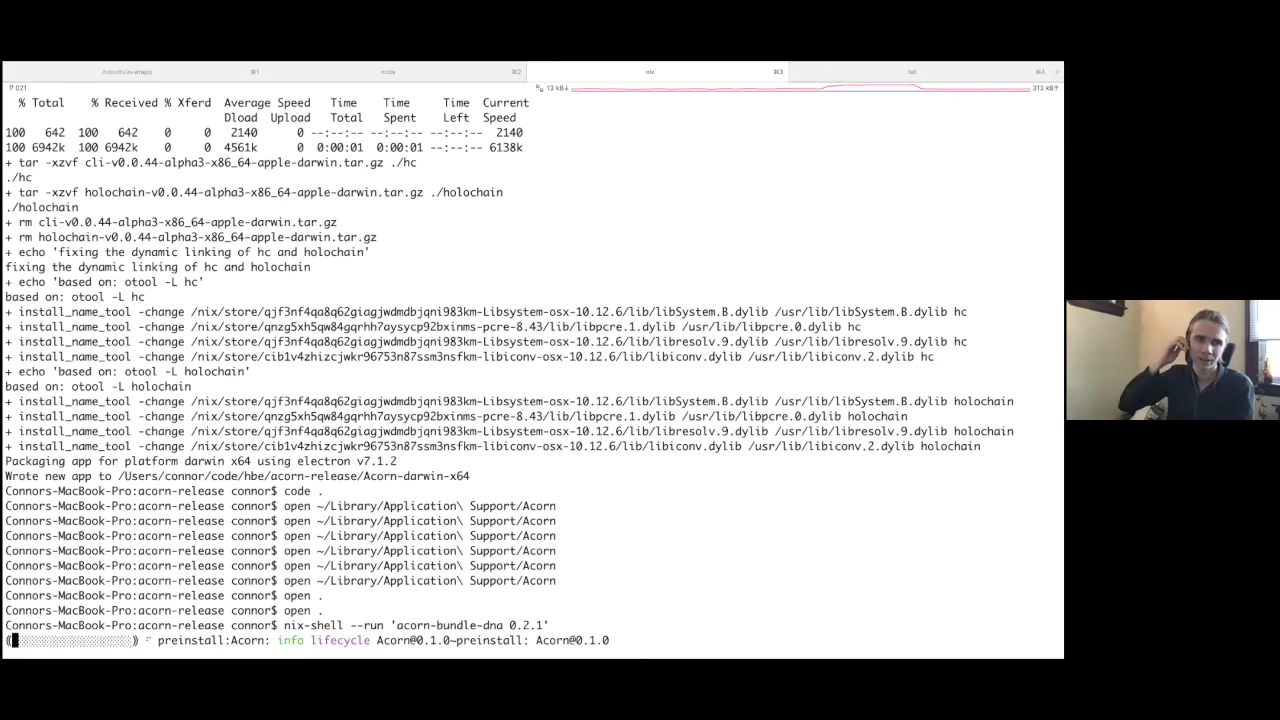 ⌘1
node
⌘2
nix
⌘3
tail
⌘4
021
13 kB↓
313 kB↑
% Total % Received % Xferd Average Speed Time Time Time Current
Dload Upload Total Spent Left Speed
100 642 100 642 0 0 2140 0 --:--:-- --:--:-- --:--:-- 2140
100 6942k 100 6942k 0 0 4561k 0 0:00:01 0:00:01 --:--:-- 6138k
+ tar -xzvf cli-v0.0.44-alpha3-x86_64-apple-darwin.tar.gz ./hc
./hc
+ tar -xzvf holochain-v0.0.44-alpha3-x86_64-apple-darwin.tar.gz ./holochain
./holochain
+ rm cli-v0.0.44-alpha3-x86_64-apple-darwin.tar.gz
+ rm holochain-v0.0.44-alpha3-x86_64-apple-darwin.tar.gz
+ echo 'fixing the dynamic linking of hc and holochain'
fixing the dynamic linking of hc and holochain
+ echo 'based on: otool -L hc'
based on: otool -L hc
+ install_name_tool -change /nix/store/qjf3nf4qa8q62giagjwdmdbjqni983km-Libsystem-osx-10.12.6/lib/libSystem.B.dylib /usr/lib/libSystem.B.dylib hc
+ install_name_tool -change /nix/store/qnzg5xh5qw84gqrhh7aysycp92bxinms-pcre-8.43/lib/libpcre.1.dylib /usr/lib/libpcre.0.dylib hc
+ install_name_tool -change /nix/store/qjf3nf4qa8q62giagjwdmdbjqni983km-Libsystem-osx-10.12.6/lib/libresolv.9.dylib /usr/lib/libresolv.9.dylib hc
+ install_name_tool -change /nix/store/cib1v4zhizcjwkr96753n87ssm3nsfkm-libiconv-osx-10.12.6/lib/libiconv.dylib /usr/lib/libiconv.2.dylib hc
+ echo 'based on: otool -L holochain'
based on: otool -L holochain
+ install_name_tool -change /nix/store/qjf3nf4qa8q62giagjwdmdbjqni983km-Libsystem-osx-10.12.6/lib/libSystem.B.dylib /usr/lib/libSystem.B.dylib holochain
+ install_name_tool -change /nix/store/qnzg5xh5qw84gqrhh7aysycp92bxinms-pcre-8.43/lib/libpcre.1.dylib /usr/lib/libpcre.0.dylib holochain
+ install_name_tool -change /nix/store/qjf3nf4qa8q62giagjwdmdbjqni983km-Libsystem-osx-10.12.6/lib/libresolv.9.dylib /usr/lib/libresolv.9.dylib holochain
+ install_name_tool -change /nix/store/cib1v4zhizcjwkr96753n87ssm3nsfkm-libiconv-osx-10.12.6/lib/libiconv.dylib /usr/lib/libiconv.2.dylib holochain
Packaging app for platform darwin x64 using electron v7.1.2
Wrote new app to /Users/connor/code/hbe/acorn-release/Acorn-darwin-x64
Connors-MacBook-Pro:acorn-release connor$ code .
Connors-MacBook-Pro:acorn-release connor$ open ~/Library/Application\ Support/Acorn
Connors-MacBook-Pro:acorn-release connor$ open ~/Library/Application\ Support/Acorn
Connors-MacBook-Pro:acorn-release connor$ open ~/Library/Application\ Support/Acorn
Connors-MacBook-Pro:acorn-release connor$ open ~/Library/Application\ Support/Acorn
Connors-MacBook-Pro:acorn-release connor$ open ~/Library/Application\ Support/Acorn
Connors-MacBook-Pro:acorn-release connor$ open ~/Library/Application\ Support/Acorn
Connors-MacBook-Pro:acorn-release connor$ open .
Connors-MacBook-Pro:acorn-release connor$ open .
Connors-MacBook-Pro:acorn-release connor$ nix-shell --run 'acorn-bundle-dna 0.2.1'
preinstall:Acorn: info lifecycle Acorn@0.1.0~preinstall: Acorn@0.1.0